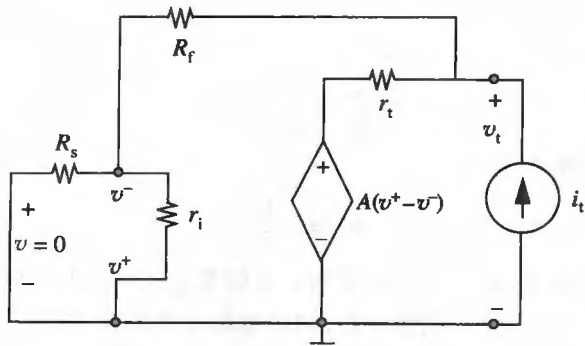 R_f
r_t
+
v_t
−
R_s
v⁻
+
v = 0
−
r_i
v⁺
+
−
A(v⁺−v⁻)
i_t